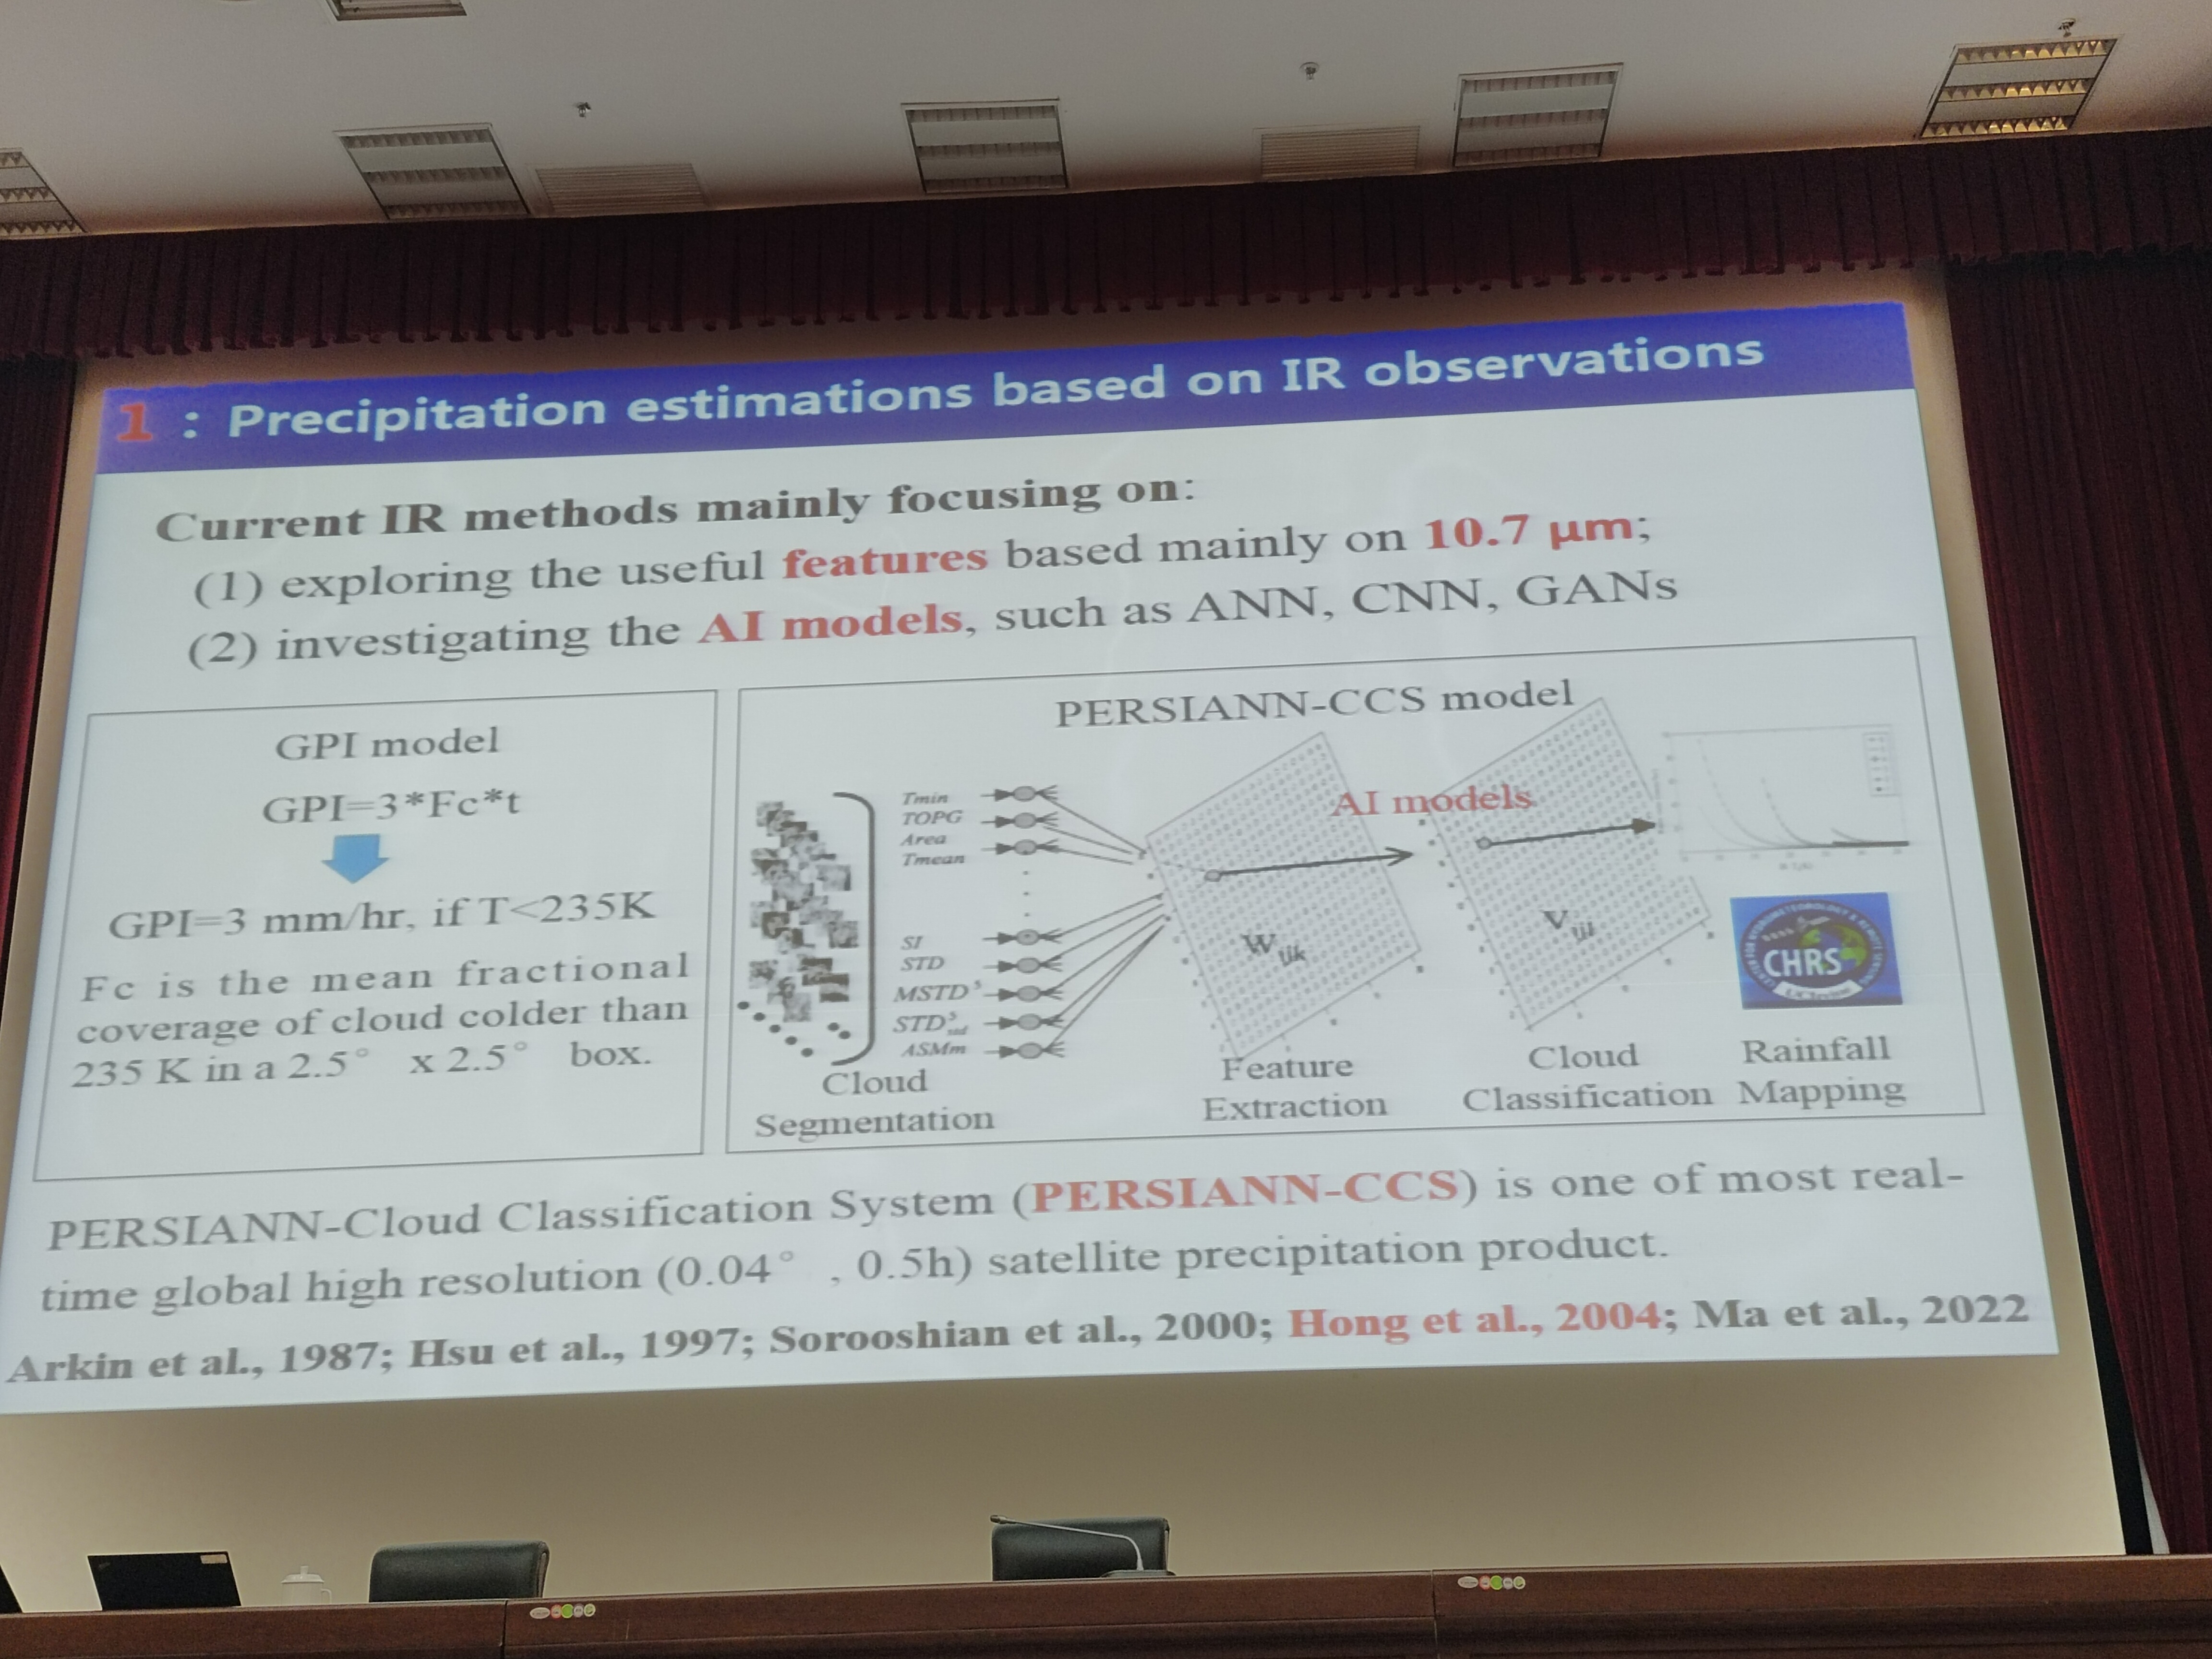 1 : Precipitation estimations based on IR observations
Current IR methods mainly focusing on:
(1) exploring the useful features based mainly on 10.7 μm;
(2) investigating the AI models, such as ANN, CNN, GANs
GPI model
GPI=3*Fc*t
GPI=3 mm/hr, if T<235K
Fc is the mean fractional
coverage of cloud colder than
235 K in a 2.5° x 2.5° box.
PERSIANN-CCS model
Tmin
TOPG
Area
Tmean
SI
STD
MSTD⁵
ASMm
Cloud
Segmentation
AI models
W ijk
Feature
Extraction
V ijl
Cloud
Classification
CHRS
Rainfall
Mapping
PERSIANN-Cloud Classification System (PERSIANN-CCS) is one of most real-
time global high resolution (0.04° , 0.5h) satellite precipitation product.
Arkin et al., 1987; Hsu et al., 1997; Sorooshian et al., 2000; Hong et al., 2004; Ma et al., 2022